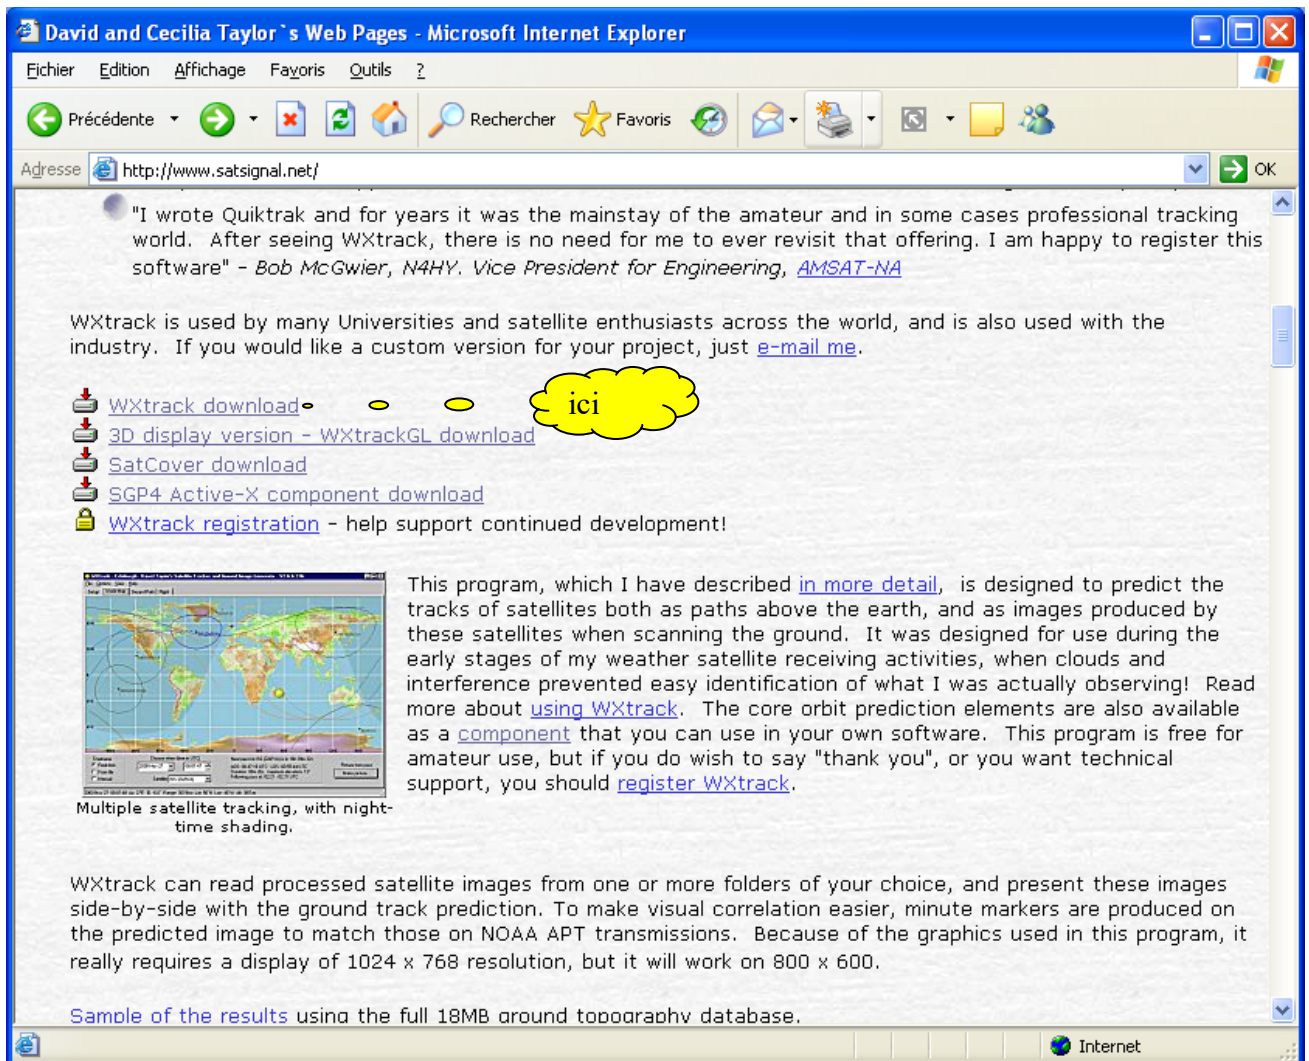 David and Cecilia Taylor`s Web Pages - Microsoft Internet Explorer
Fichier Edition Affichage Favoris Outils ?
Précédente Rechercher Favoris
Adresse http://www.satsignal.net/ OK
"I wrote Quiktrak and for years it was the mainstay of the amateur and in some cases professional tracking
world. After seeing WXtrack, there is no need for me to ever revisit that offering. I am happy to register this
software" - Bob McGwier, N4HY. Vice President for Engineering, AMSAT-NA
WXtrack is used by many Universities and satellite enthusiasts across the world, and is also used with the
industry. If you would like a custom version for your project, just e-mail me.
WXtrack download ici
3D display version - WXtrackGL download
SatCover download
SGP4 Active-X component download
WXtrack registration - help support continued development!
This program, which I have described in more detail, is designed to predict the
tracks of satellites both as paths above the earth, and as images produced by
these satellites when scanning the ground. It was designed for use during the
early stages of my weather satellite receiving activities, when clouds and
interference prevented easy identification of what I was actually observing! Read
more about using WXtrack. The core orbit prediction elements are also available
as a component that you can use in your own software. This program is free for
amateur use, but if you do wish to say "thank you", or you want technical
support, you should register WXtrack.
Multiple satellite tracking, with night-
time shading.
WXtrack can read processed satellite images from one or more folders of your choice, and present these images
side-by-side with the ground track prediction. To make visual correlation easier, minute markers are produced on
the predicted image to match those on NOAA APT transmissions. Because of the graphics used in this program, it
really requires a display of 1024 x 768 resolution, but it will work on 800 x 600.
Sample of the results using the full 18MB ground topography database.
Internet